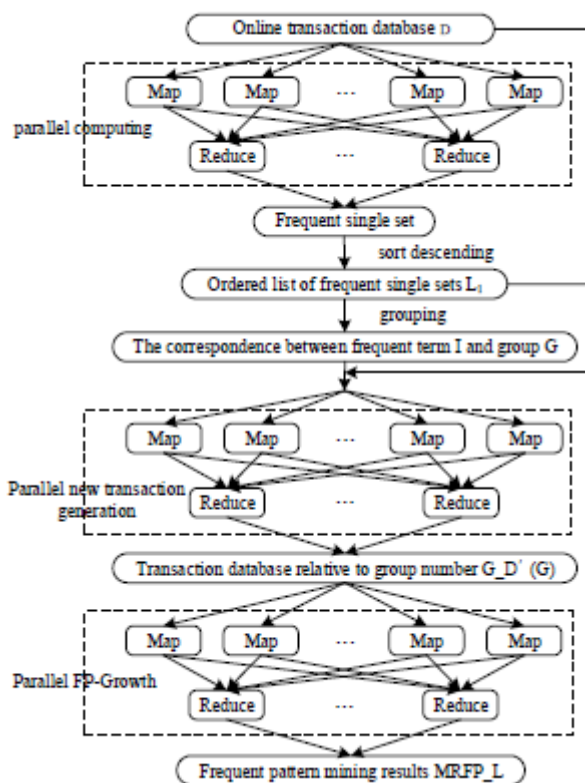 Online transaction database D
Map Map ... Map Map
parallel computing
Reduce ... Reduce
Frequent single set
sort descending
Ordered list of frequent single sets L₁
grouping
The correspondence between frequent term I and group G
Map Map ... Map Map
Parallel new transaction
generation
Reduce ... Reduce
Transaction database relative to group number G_D′ (G)
Map Map ... Map Map
Parallel FP-Growth
Reduce ... Reduce
Frequent pattern mining results MRFP_L